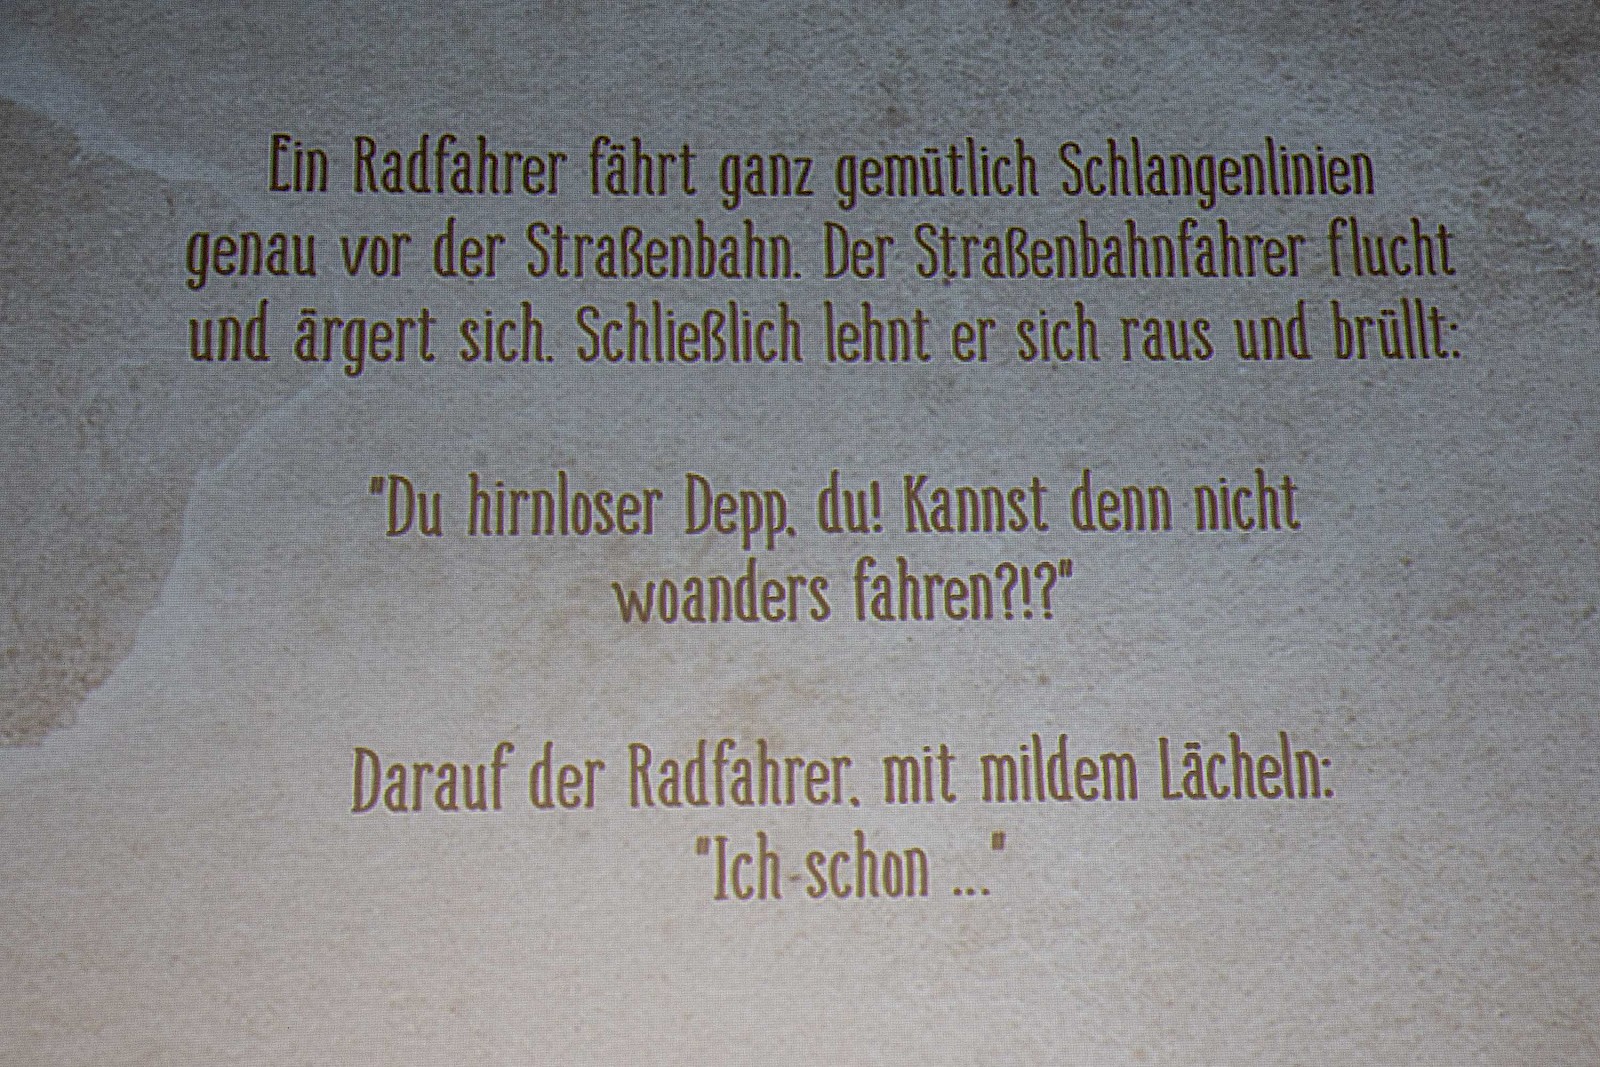 Ein Radfahrer fährt ganz gemütlich Schlangenlinien
genau vor der Straßenbahn. Der Straßenbahnfahrer flucht
und ärgert sich. Schließlich lehnt er sich raus und brüllt:
"Du hirnloser Depp, du! Kannst denn nicht
woanders fahren?!?"
Darauf der Radfahrer, mit mildem Lächeln:
"Ich-schon ..."